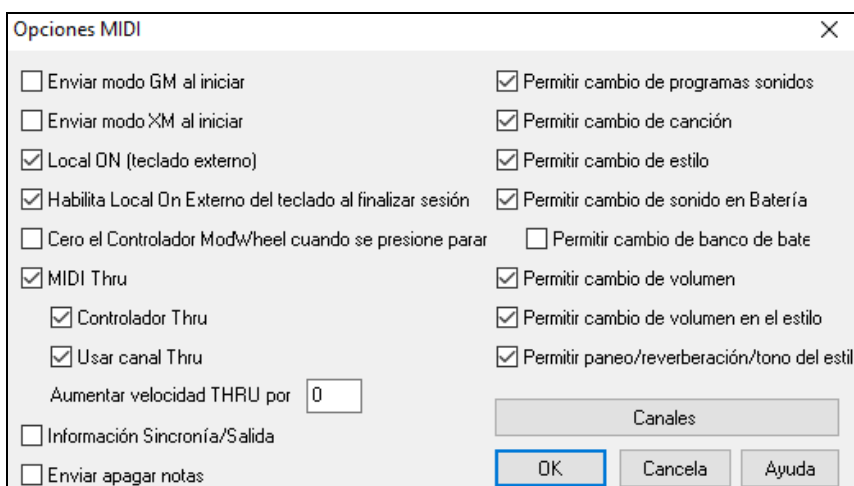 Opciones MIDI
Enviar modo GM al iniciar
Enviar modo XM al iniciar
Local ON (teclado externo)
Habilita Local On Externo del teclado al finalizar sesión
Cero el Controlador ModWheel cuando se presione parar
MIDI Thru
Controlador Thru
Usar canal Thru
Aumentar velocidad THRU por 0
Información Sincronía/Salida
Enviar apagar notas
Permitir cambio de programas sonidos
Permitir cambio de canción
Permitir cambio de estilo
Permitir cambio de sonido en Batería
Permitir cambio de banco de bate
Permitir cambio de volumen
Permitir cambio de volumen en el estilo
Permitir paneo/reverberación/tono del estil
Canales
OK Cancela Ayuda